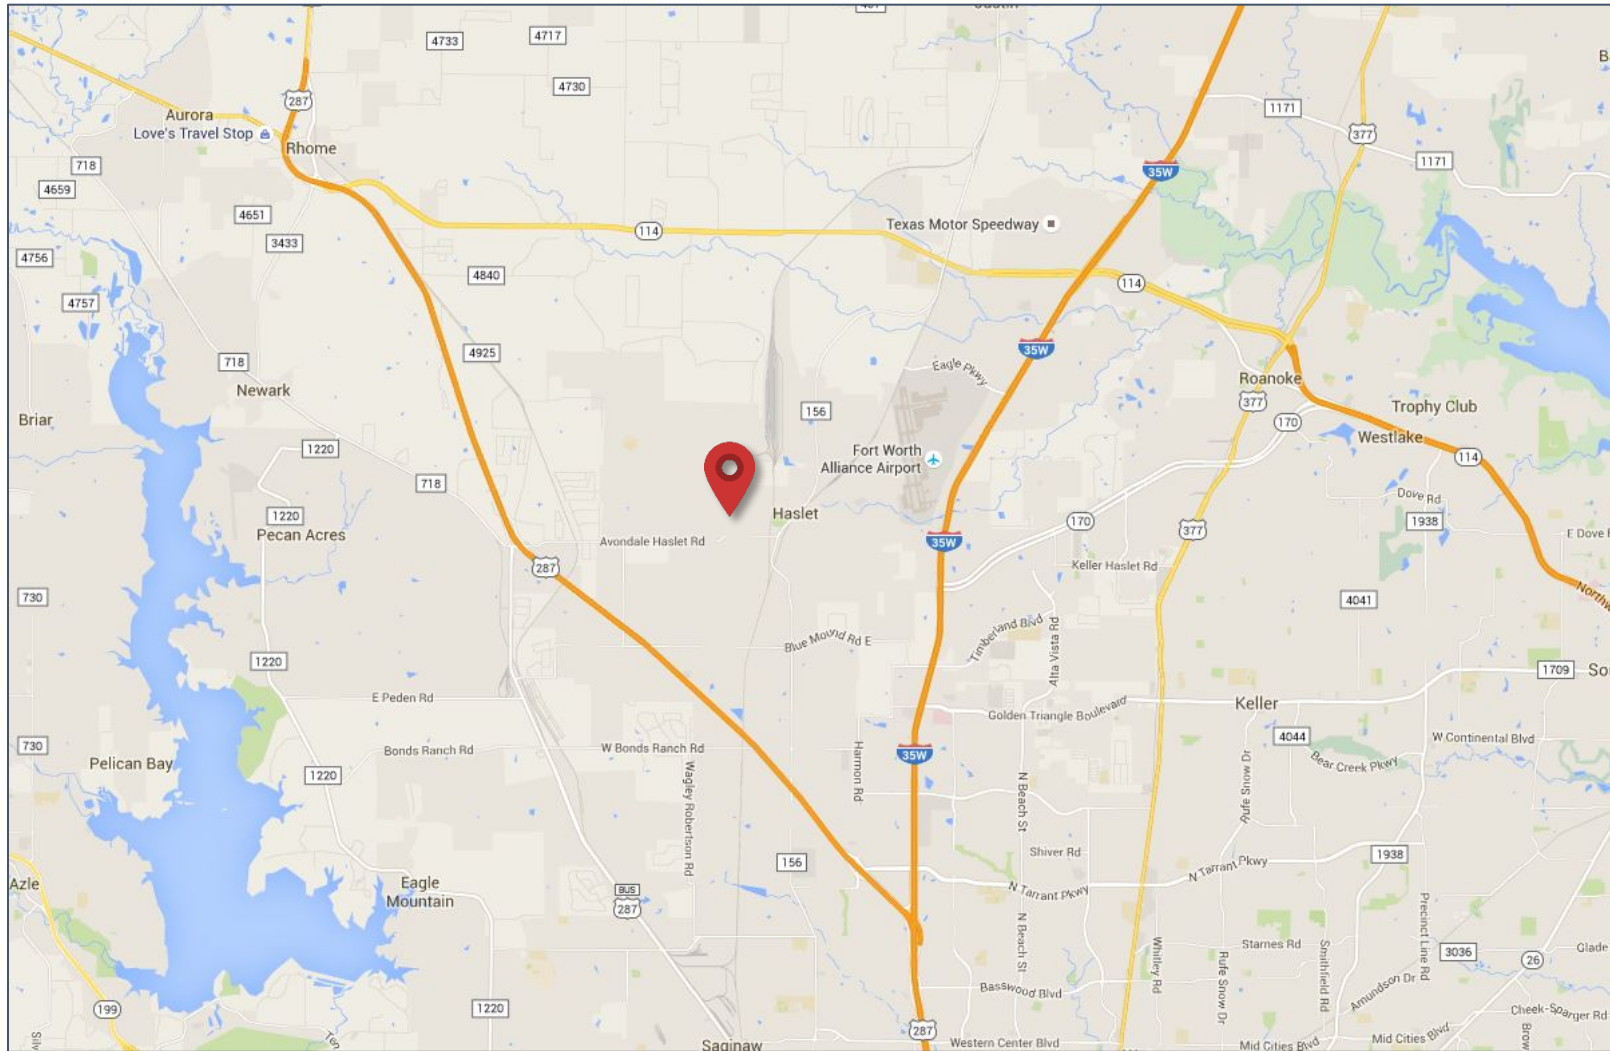 4733
4717
407
Justin
4730
287
1171
377
Aurora
Love's Travel Stop
Rhome
718
35W
1171
4659
4651
3433
114
Texas Motor Speedway
4756
4840
114
4757
718
4925
35W
Eagle Pkwy
Newark
Roanoke
377
Trophy Club
Briar
156
170
Westlake
1220
Fort Worth
Alliance Airport
114
718
Dove Rd
1220
Haslet
170
1938
Pecan Acres
377
E Dove
Avondale Haslet Rd
35W
287
Keller Haslet Rd
730
4041
Northw
Timberland Blvd
Blue Mound Rd E
Alta Vista Rd
1220
1709
E Peden Rd
Keller
Golden Triangle Boulevard
730
4044
W Continental Blvd
Bonds Ranch Rd
W Bonds Ranch Rd
35W
Pelican Bay
Harmon Rd
Bear Creek Pkwy
1220
N Beach St
Rufe Snow Dr
Wagley Robertson Rd
Shiver Rd
1938
156
Azle
Eagle
Mountain
N Tarrant Pkwy
N Tarrant Pkwy
BUS
287
N Beach St
Whitley Rd
Rufe Snow Dr
Starnes Rd
Smithfield Rd
Precinct Line Rd
3036
26
Glade
Basswood Blvd
Amundson Dr
199
1220
Cheek-Sparger Rd
287
Saginaw
Western Center Blvd
Mid Cities Blvd
Mid Cities Blvd